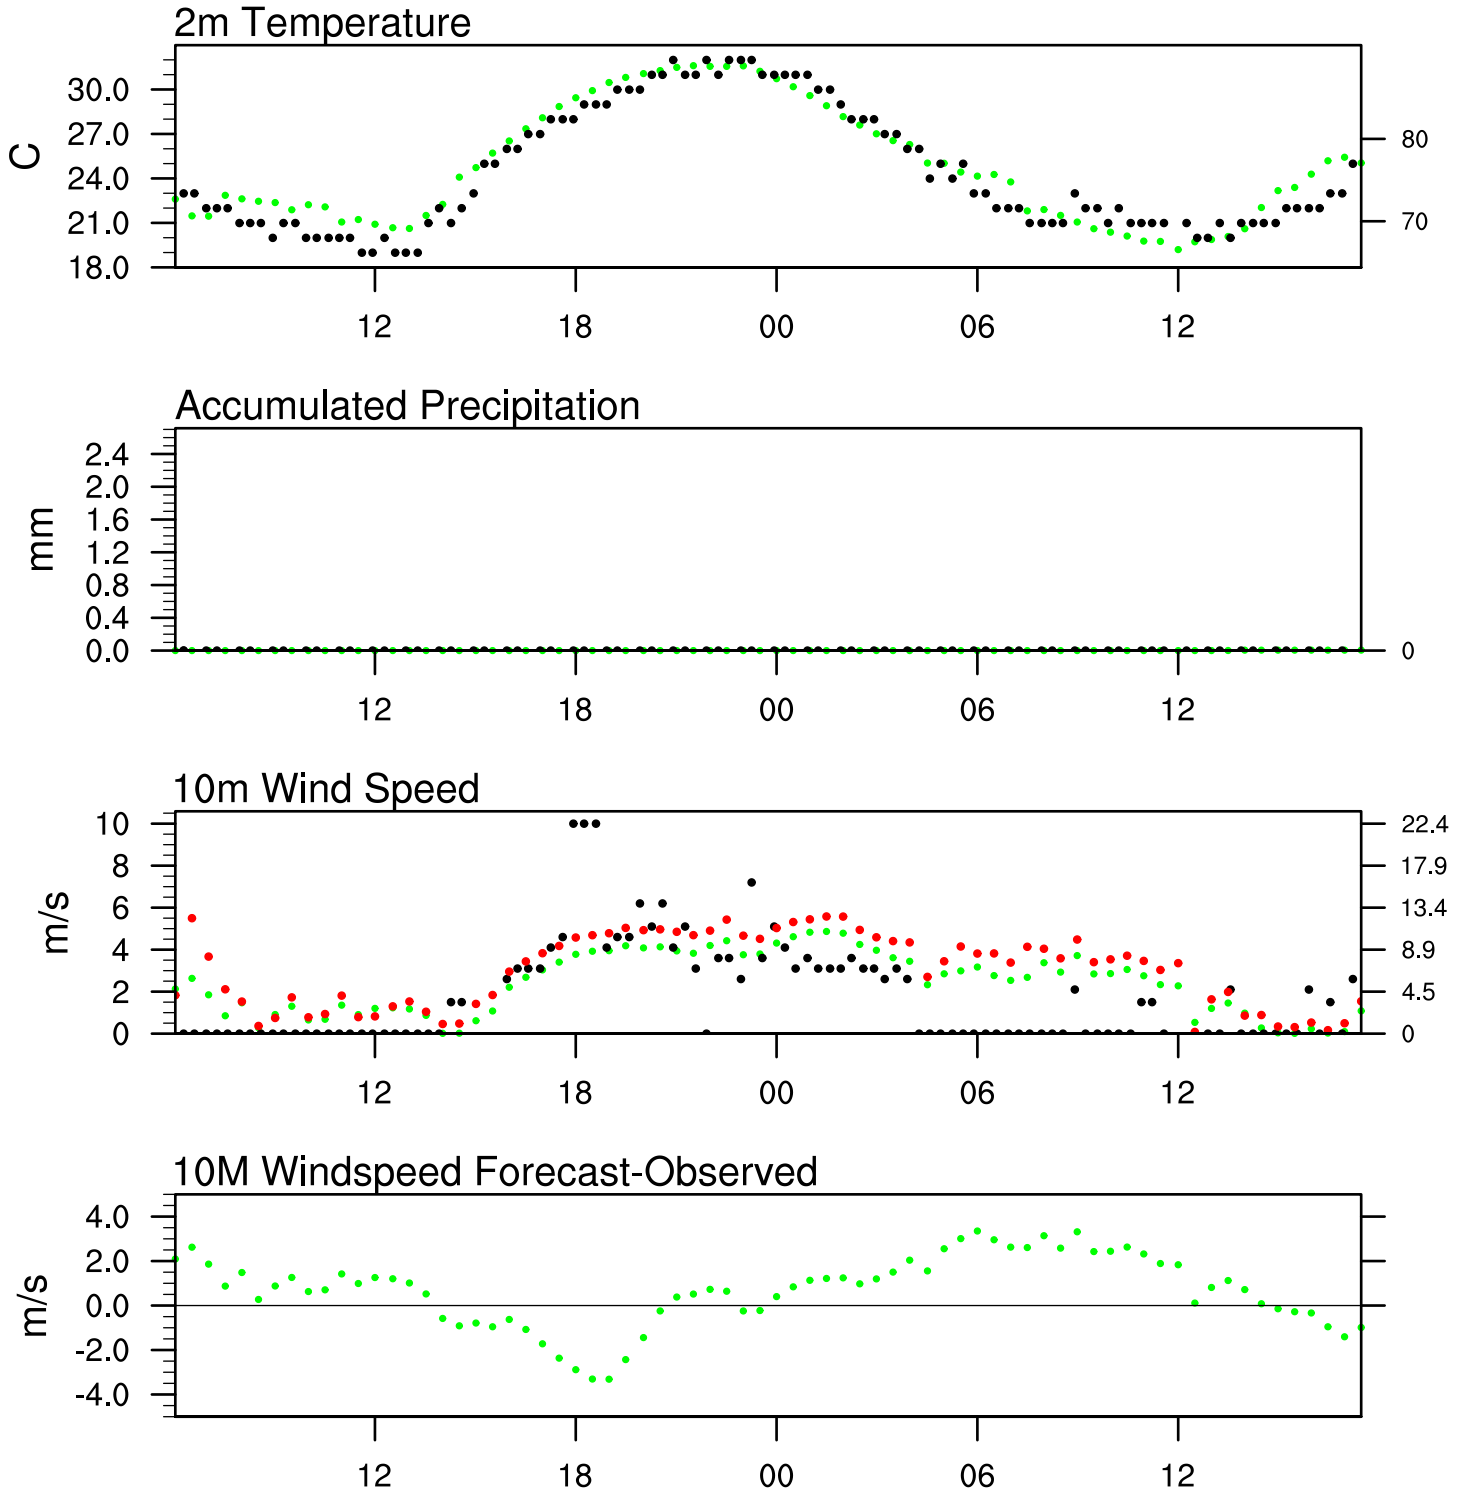 2m Temperature
C
30.0
27.0
24.0
21.0
18.0
80
70
12 18 00 06 12
Accumulated Precipitation
mm
2.4
2.0
1.6
1.2
0.8
0.4
0.0
0
12 18 00 06 12
10m Wind Speed
m/s
10
8
6
4
2
0
22.4
17.9
13.4
8.9
4.5
0
12 18 00 06 12
10M Windspeed Forecast-Observed
m/s
4.0
2.0
0.0
-2.0
-4.0
12 18 00 06 12